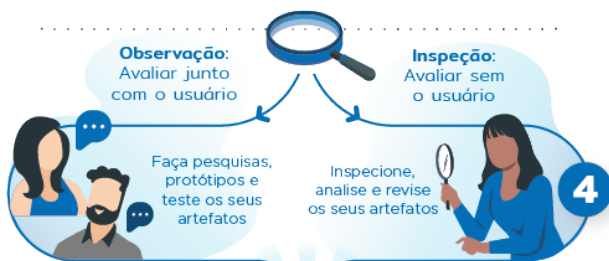 Observação:
Avaliar junto
com o usuário
Faça pesquisas,
protótipos e
teste os seus
artefatos
Inspeção:
Avaliar sem
o usuário
Inspecione,
analise e revise
os seus artefatos
4